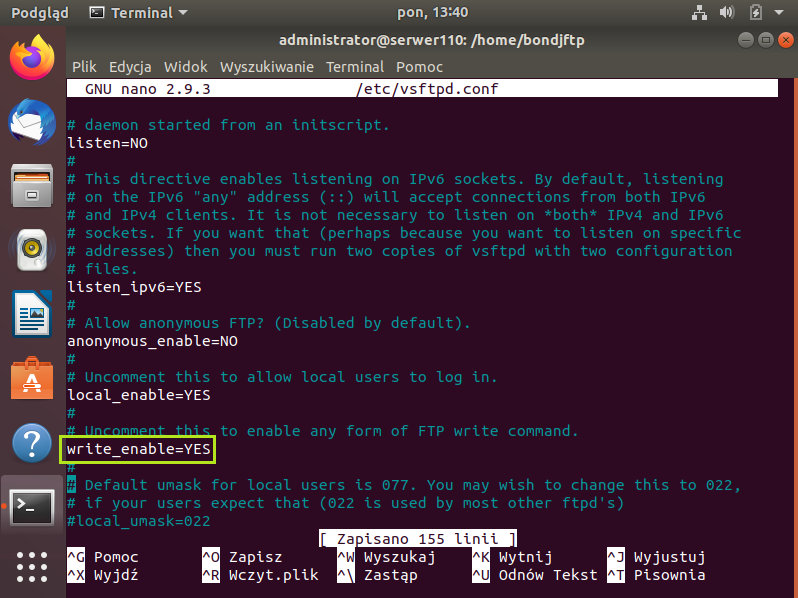 Podgląd Terminal pon, 13:40
administrator@serwer110: /home/bondjftp
Plik Edycja Widok Wyszukiwanie Terminal Pomoc
GNU nano 2.9.3 /etc/vsftpd.conf
# daemon started from an initscript.
listen=NO
#
# This directive enables listening on IPv6 sockets. By default, listening
# on the IPv6 "any" address (::) will accept connections from both IPv6
# and IPv4 clients. It is not necessary to listen on *both* IPv4 and IPv6
# sockets. If you want that (perhaps because you want to listen on specific
# addresses) then you must run two copies of vsftpd with two configuration
# files.
listen_ipv6=YES
#
# Allow anonymous FTP? (Disabled by default).
anonymous_enable=NO
#
# Uncomment this to allow local users to log in.
local_enable=YES
#
# Uncomment this to enable any form of FTP write command.
write_enable=YES
#
# Default umask for local users is 077. You may wish to change this to 022,
# if your users expect that (022 is used by most other ftpd's)
#local_umask=022
[ Zapisano 155 linii ]
^G Pomoc ^O Zapisz ^W Wyszukaj ^K Wytnij ^J Wyjustuj
^X Wyjdź ^R Wczyt.plik ^\ Zastąp ^U Odnów Tekst ^T Pisownia